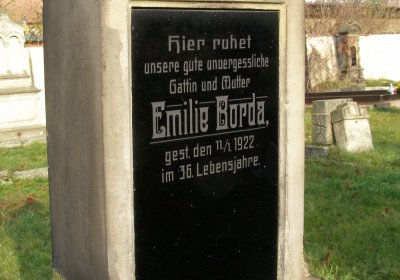 Hier ruhet
unsere gute unvergessliche
Gattin und Mutter
Emilie Borda,
gest. den 11/1. 1922
im 36. Lebensjahre.